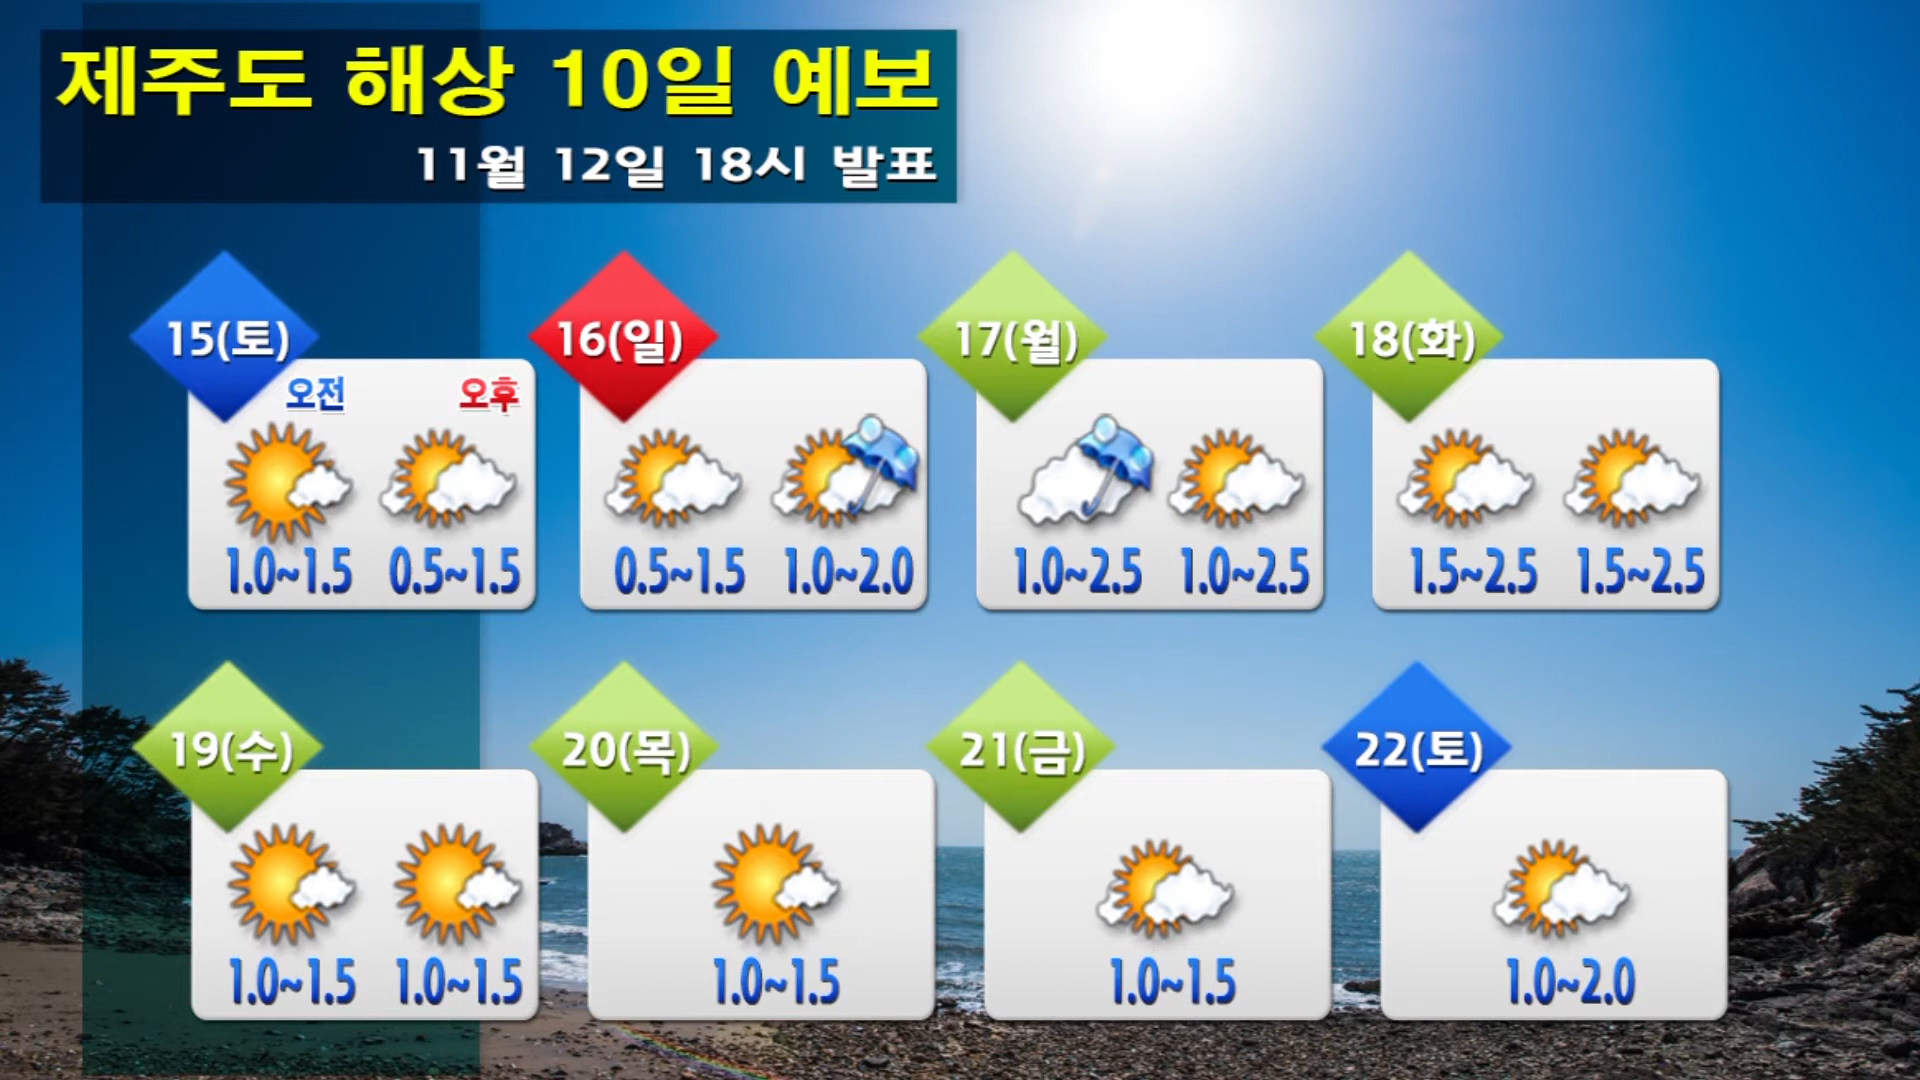 제주도 해상 10일 예보
11월 12일 18시 발표
15(토) 16(일) 17(월) 18(화)
오전 오후
1.0~1.5 0.5~1.5 0.5~1.5 1.0~2.0 1.0~2.5 1.0~2.5 1.5~2.5 1.5~2.5
19(수) 20(목) 21(금) 22(토)
1.0~1.5 1.0~1.5 1.0~1.5 1.0~1.5 1.0~2.0